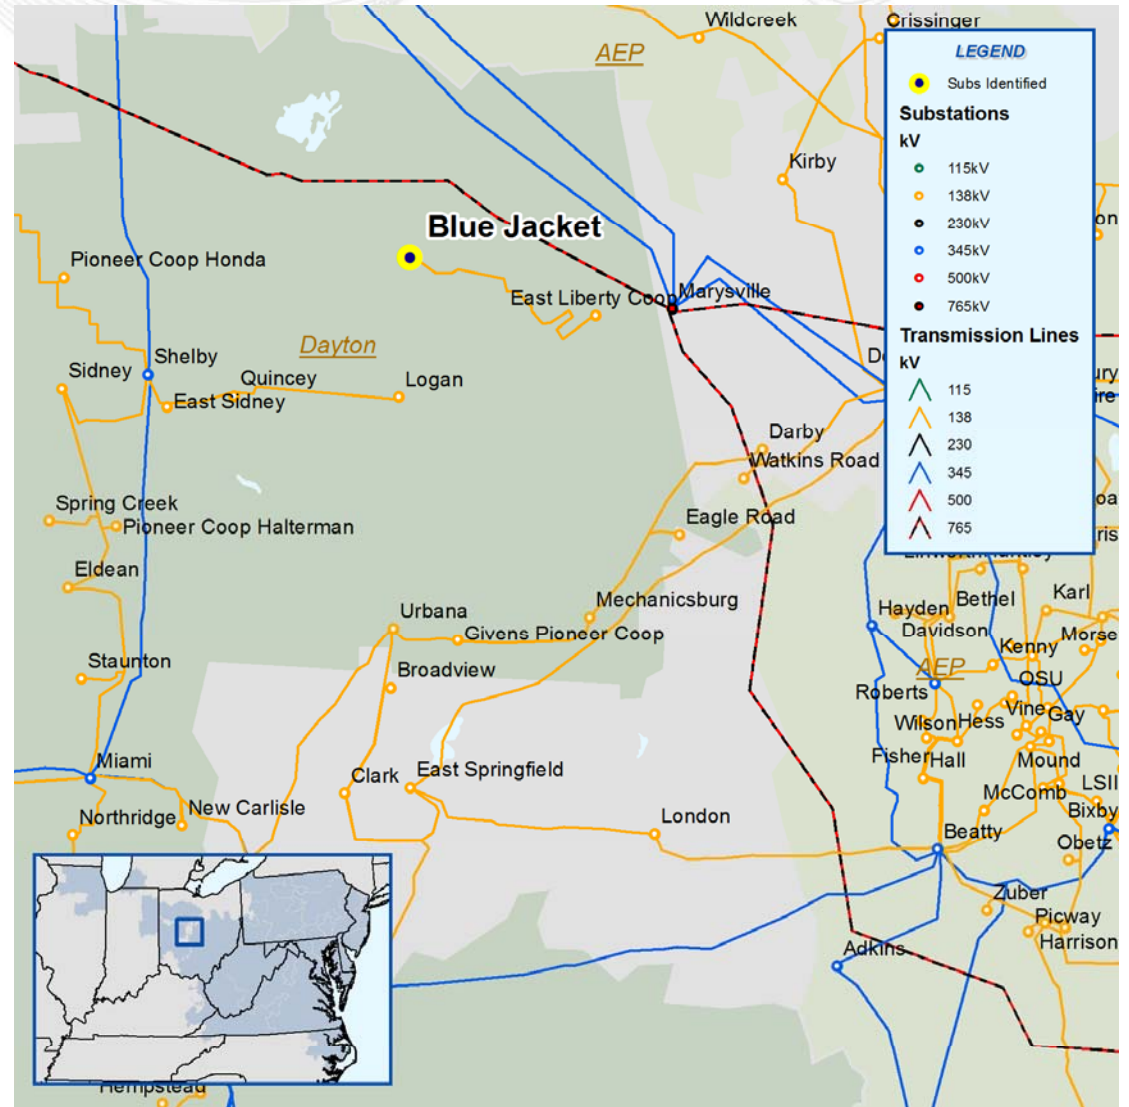 Wildcreek
Crissinger
AEP
LEGEND
Subs Identified
Substations
kV
115kV
138kV
230kV
345kV
500kV
765kV
Transmission Lines
kV
115
138
230
345
500
765
Kirby
Blue Jacket
Pioneer Coop Honda
East Liberty Coop
Marysville
Dayton
Shelby
Sidney
Quincey
Logan
East Sidney
Darby
Watkins Road
Spring Creek
Pioneer Coop Halterman
Eagle Road
Eldean
Mechanicsburg
Urbana
Givens Pioneer Coop
Hayden
Bethel
Karl
Davidson
Kenny
Morse
Staunton
Broadview
AEP
OSU
Roberts
Vine
Gay
Wilson
Hess
Miami
Clark
East Springfield
Fisher
Hall
Mound
McComb
LSII
Bixby
Northridge
New Carlisle
London
Beatty
Obetz
Zuber
Picway
Harrison
Adkins
Hempstead